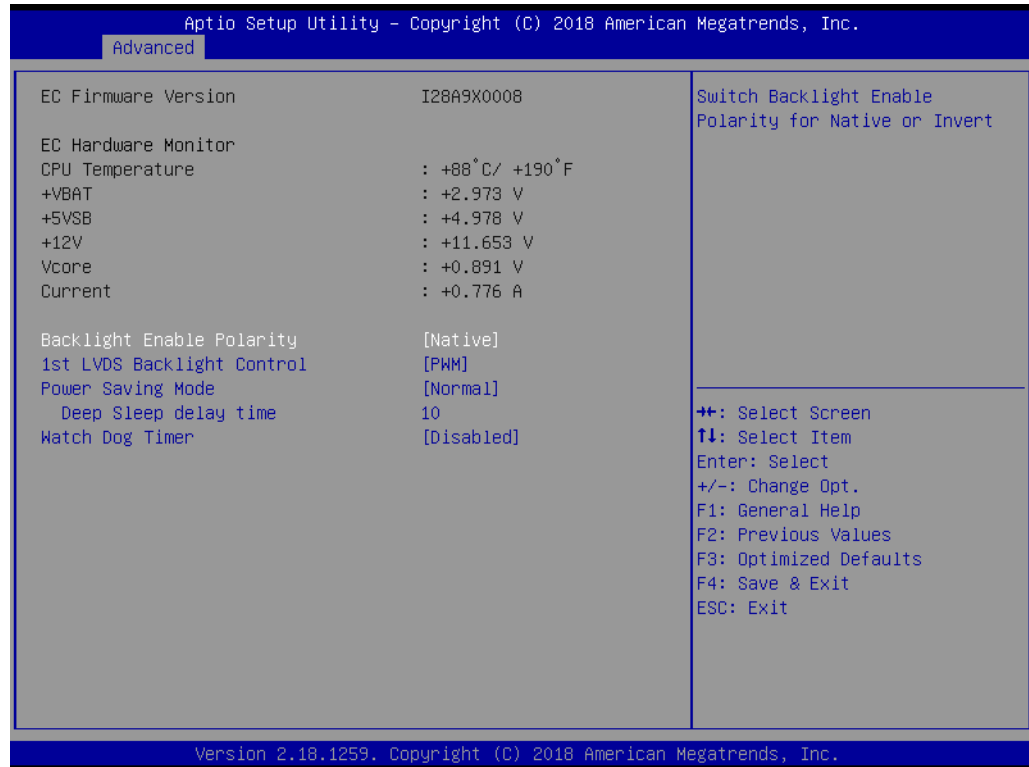 Aptio Setup Utility – Copyright (C) 2018 American Megatrends, Inc.
Advanced
EC Firmware Version I28A9X0008
EC Hardware Monitor
CPU Temperature : +88°C/ +190°F
+VBAT : +2.973 V
+5VSB : +4.978 V
+12V : +11.653 V
Vcore : +0.891 V
Current : +0.776 A
Backlight Enable Polarity [Native]
1st LVDS Backlight Control [PWM]
Power Saving Mode [Normal]
Deep Sleep delay time 10
Watch Dog Timer [Disabled]
Switch Backlight Enable
Polarity for Native or Invert
→←: Select Screen
↑↓: Select Item
Enter: Select
+/-: Change Opt.
F1: General Help
F2: Previous Values
F3: Optimized Defaults
F4: Save & Exit
ESC: Exit
Version 2.18.1259. Copyright (C) 2018 American Megatrends, Inc.